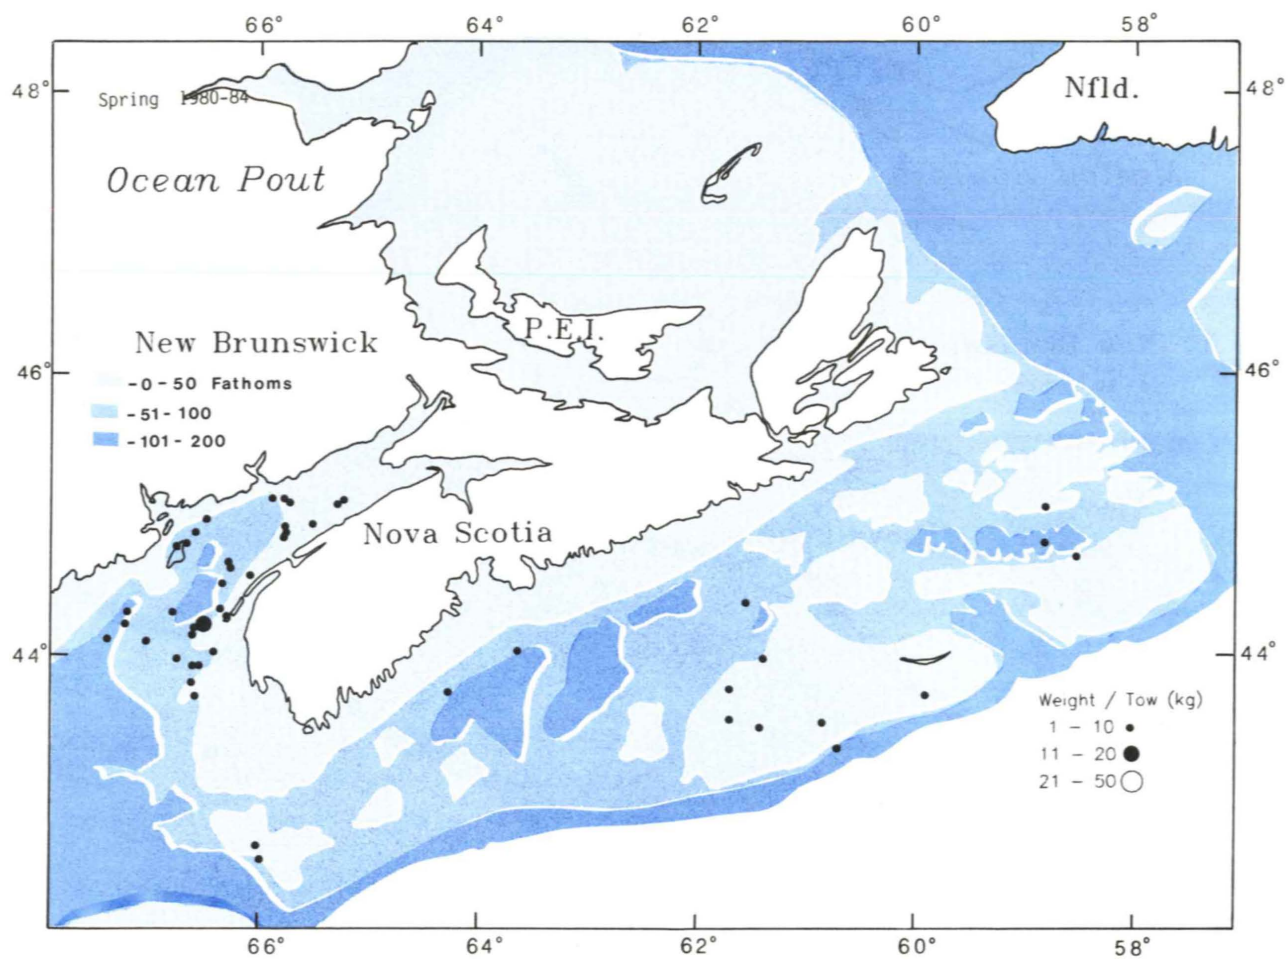 66° 64° 62° 60° 58°
48° 48°
Nfld.
Spring 1980-84
Ocean Pout
P.E.I.
New Brunswick
46° 46°
-0-50 Fathoms
-51-100
-101-200
Nova Scotia
44° 44°
Weight / Tow (kg)
1 - 10
11 - 20
21 - 50
66° 64° 62° 60° 58°